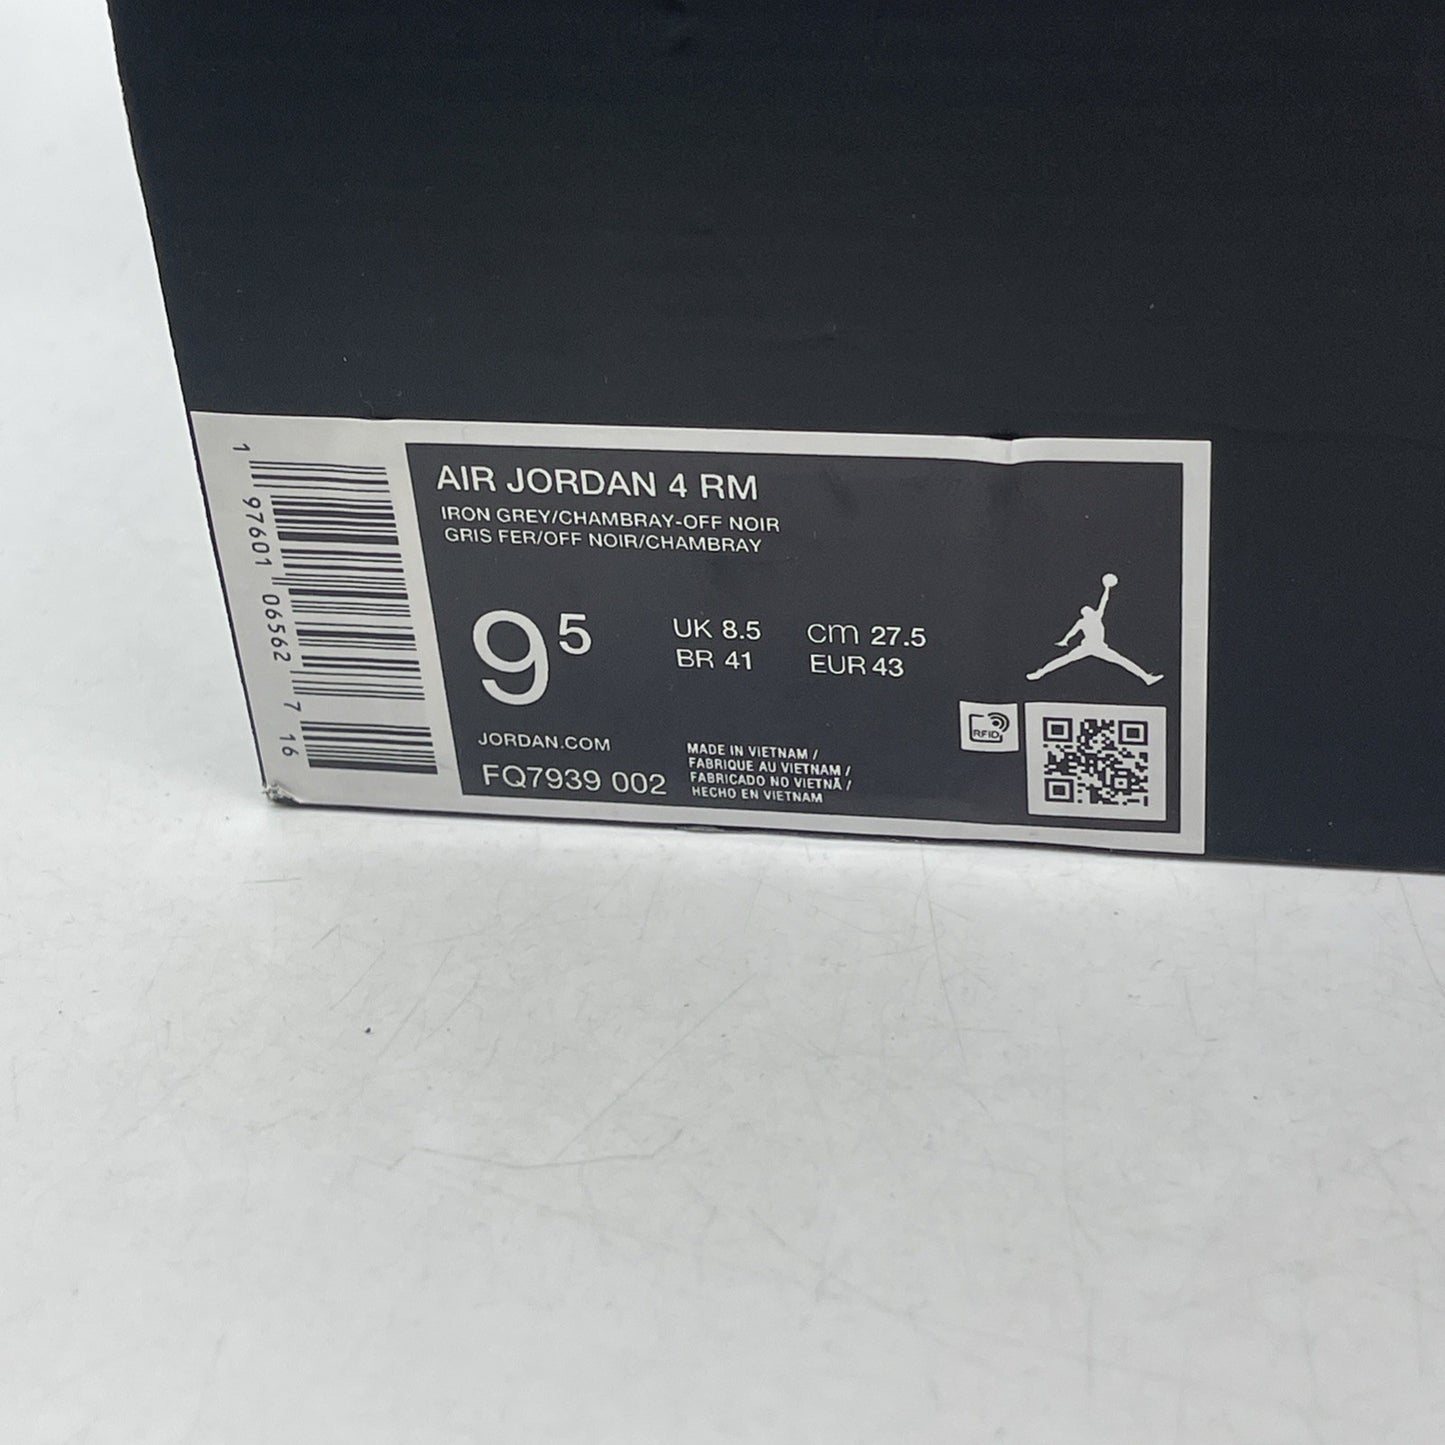 AIR JORDAN 4 RM
IRON GREY/CHAMBRAY-OFF NOIR
GRIS FER/OFF NOIR/CHAMBRAY
9 5
UK 8.5
BR 41
cm 27.5
EUR 43
JORDAN.COM
FQ7939 002
MADE IN VIETNAM /
FABRIQUE AU VIETNAM /
FABRICADO NO VIETNÃ /
HECHO EN VIETNAM
RFID
1 97601 06562 7 16